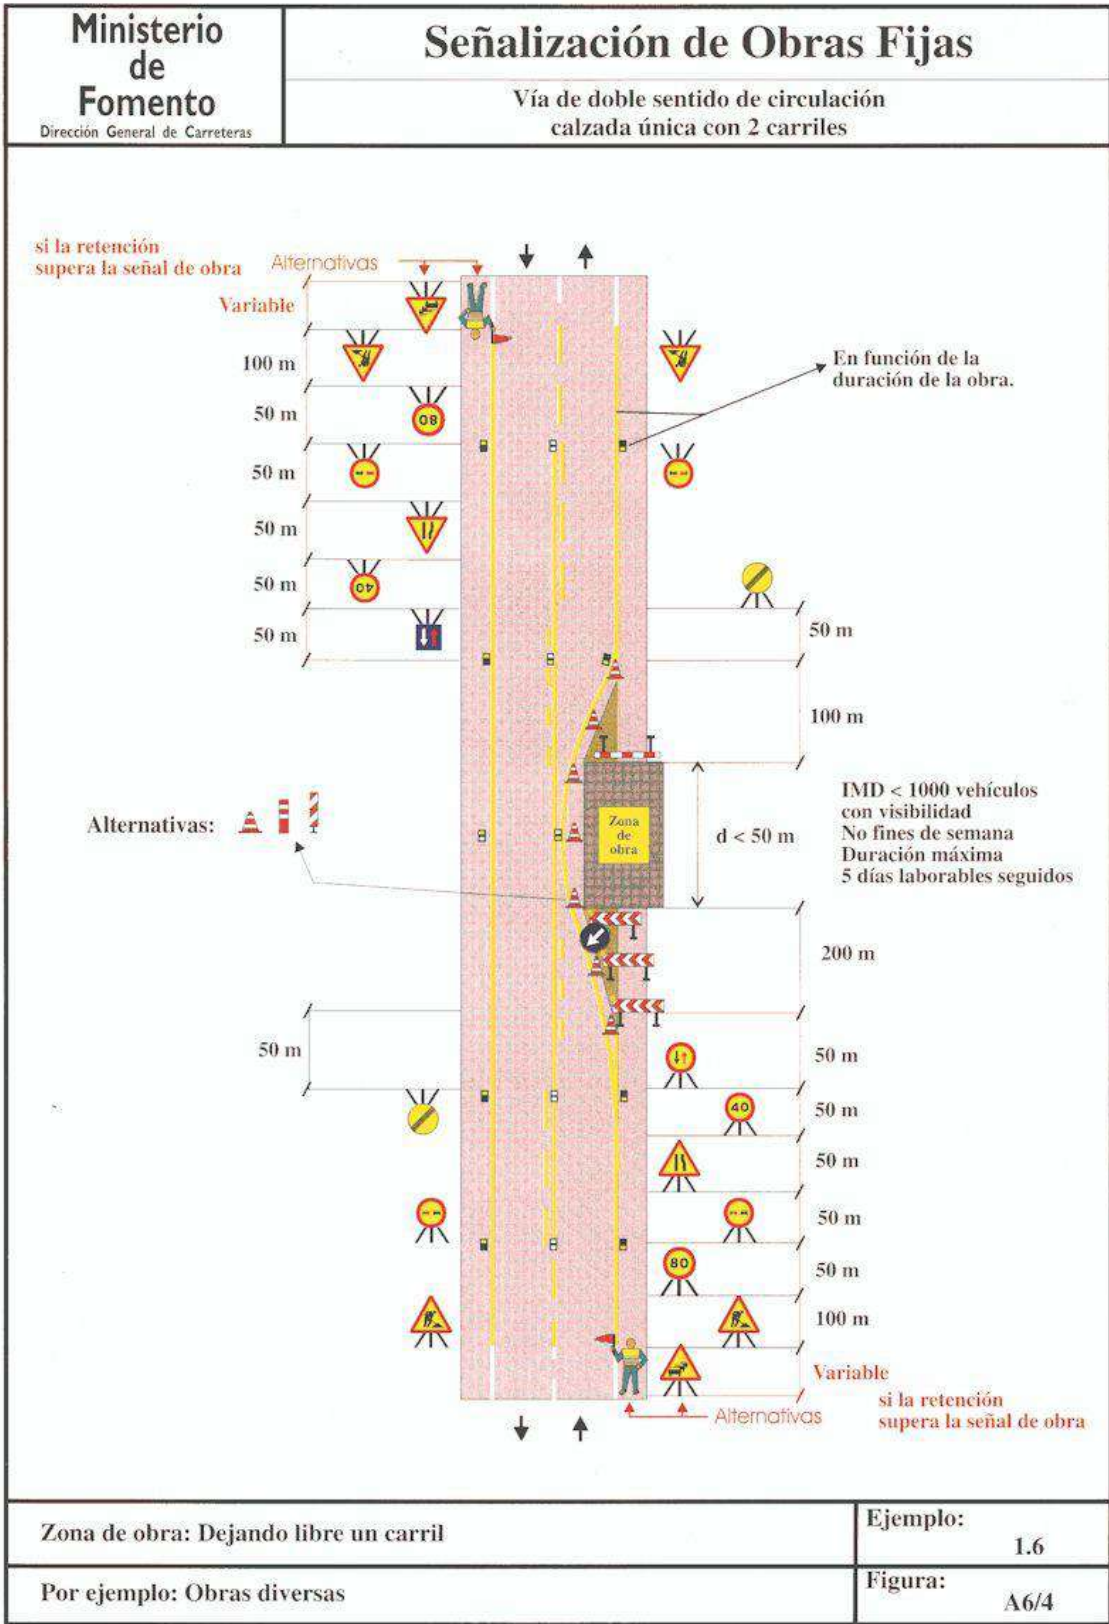 Ministerio
de
Fomento
Dirección General de Carreteras
Señalización de Obras Fijas
Vía de doble sentido de circulación
calzada única con 2 carriles
si la retención
supera la señal de obra
Alternativas
Variable
100 m
En función de la
duración de la obra.
50 m
80
50 m
50 m
50 m
40
50 m
50 m
100 m
Alternativas:
Zona
de
obra
d < 50 m
IMD < 1000 vehículos
con visibilidad
No fines de semana
Duración máxima
5 días laborables seguidos
200 m
50 m
50 m
40
50 m
50 m
50 m
80
50 m
100 m
Variable
Alternativas
si la retención
supera la señal de obra
Zona de obra: Dejando libre un carril
Ejemplo:
1.6
Por ejemplo: Obras diversas
Figura:
A6/4